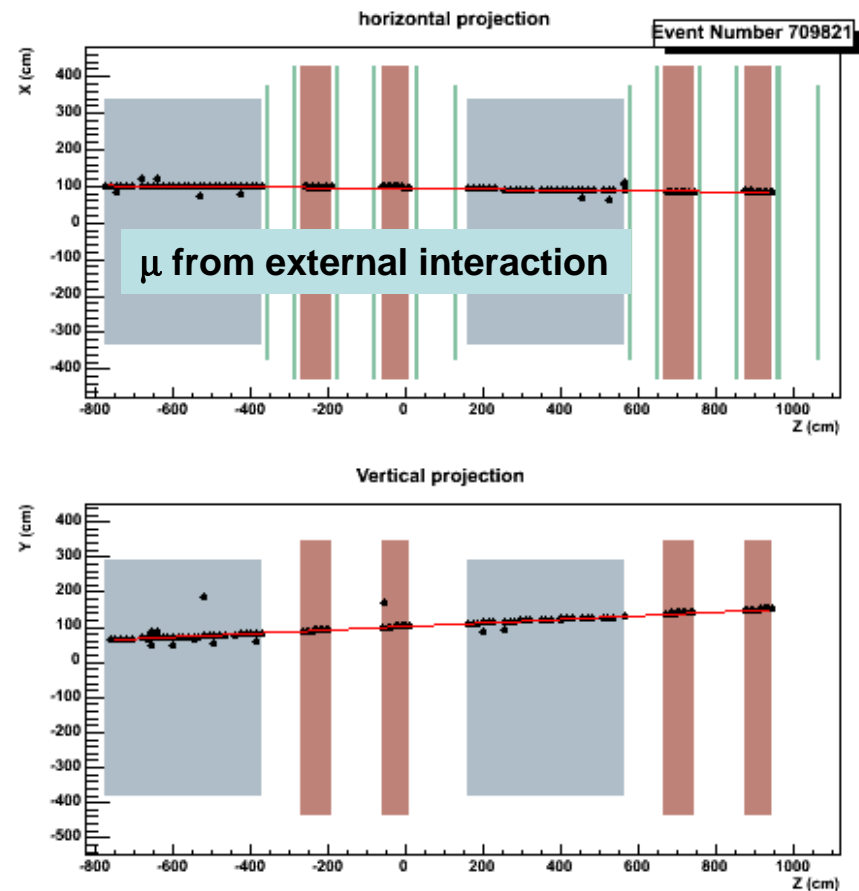 horizontal projection
Event Number 709821
X (cm)
400
300
200
100
0
-100
-200
-300
-400
μ from external interaction
-800 -600 -400 -200 0 200 400 600 800 1000
Z (cm)
Vertical projection
Y (cm)
400
300
200
100
0
-100
-200
-300
-400
-500
-800 -600 -400 -200 0 200 400 600 800 1000
Z (cm)